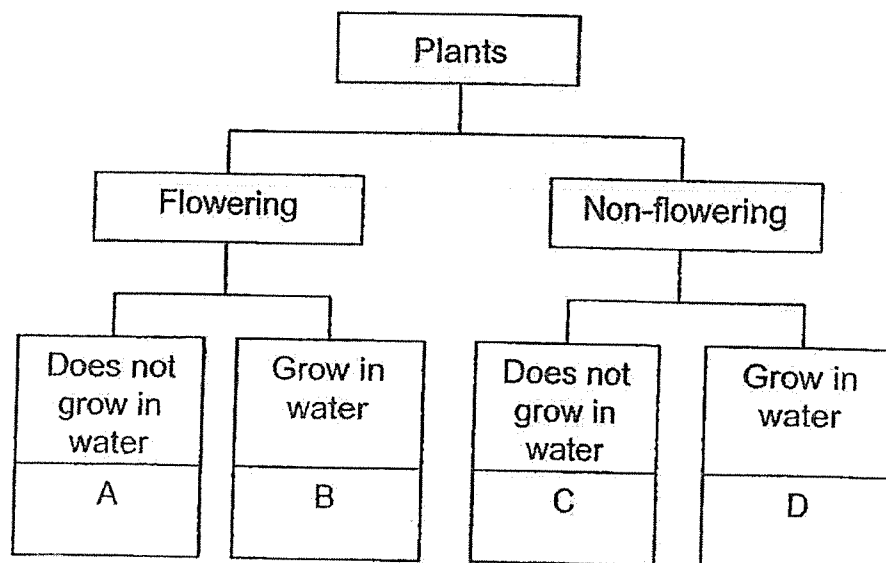 Plants
Flowering
Non-flowering
Does not
grow in
water
A
Grow in
water
B
Does not
grow in
water
C
Grow in
water
D